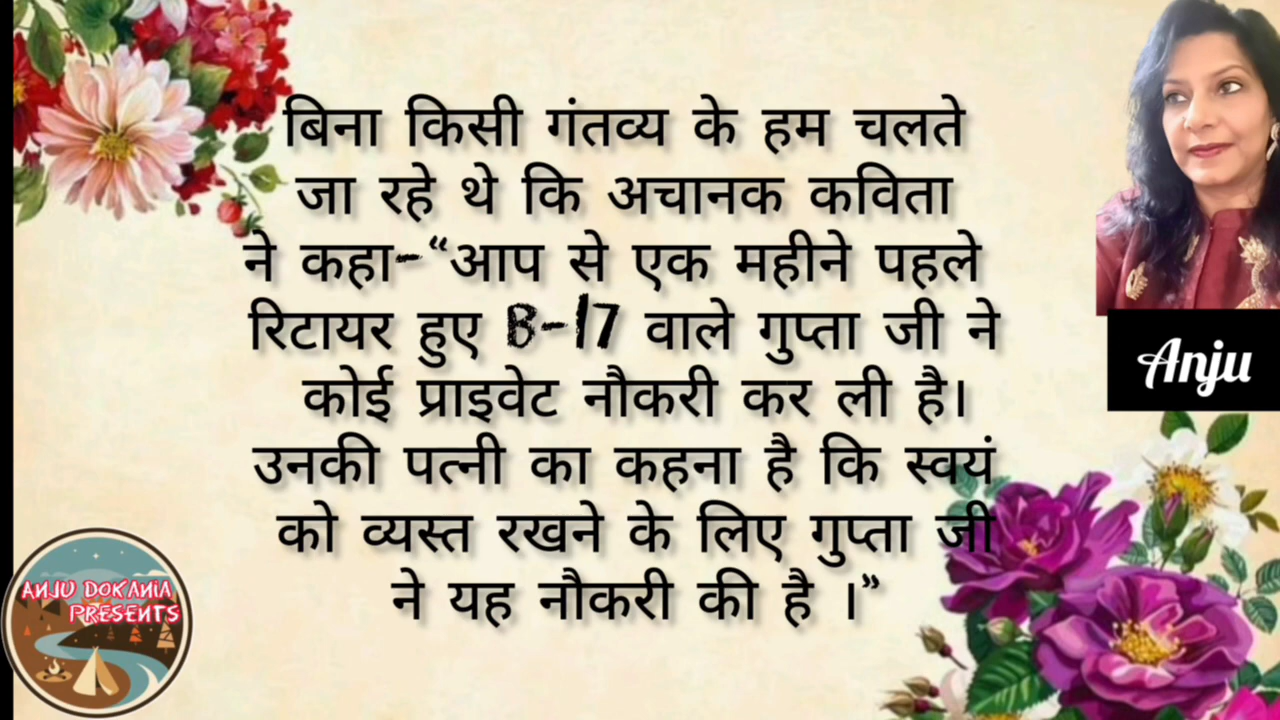 बिना किसी गंतव्य के हम चलते
जा रहे थे कि अचानक कविता
ने कहा-“आप से एक महीने पहले
रिटायर हुए B-17 वाले गुप्ता जी ने
कोई प्राइवेट नौकरी कर ली है।
उनकी पत्नी का कहना है कि स्वयं
को व्यस्त रखने के लिए गुप्ता जी
ने यह नौकरी की है ।”
Anju
ANJU DOKANIA
PRESENTS